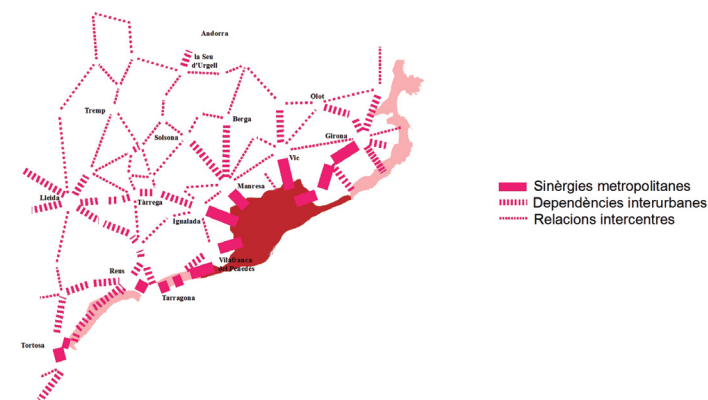 Andorra
la Seu
d'Urgell
Olot
Tremp
Berga
Solsona
Girona
Vic
Manresa
Lleida
Tàrrega
Igualada
Vilafranca
del Penedès
Reus
Tarragona
Tortosa
Sinèrgies metropolitanes
Dependències interurbanes
Relacions intercentres